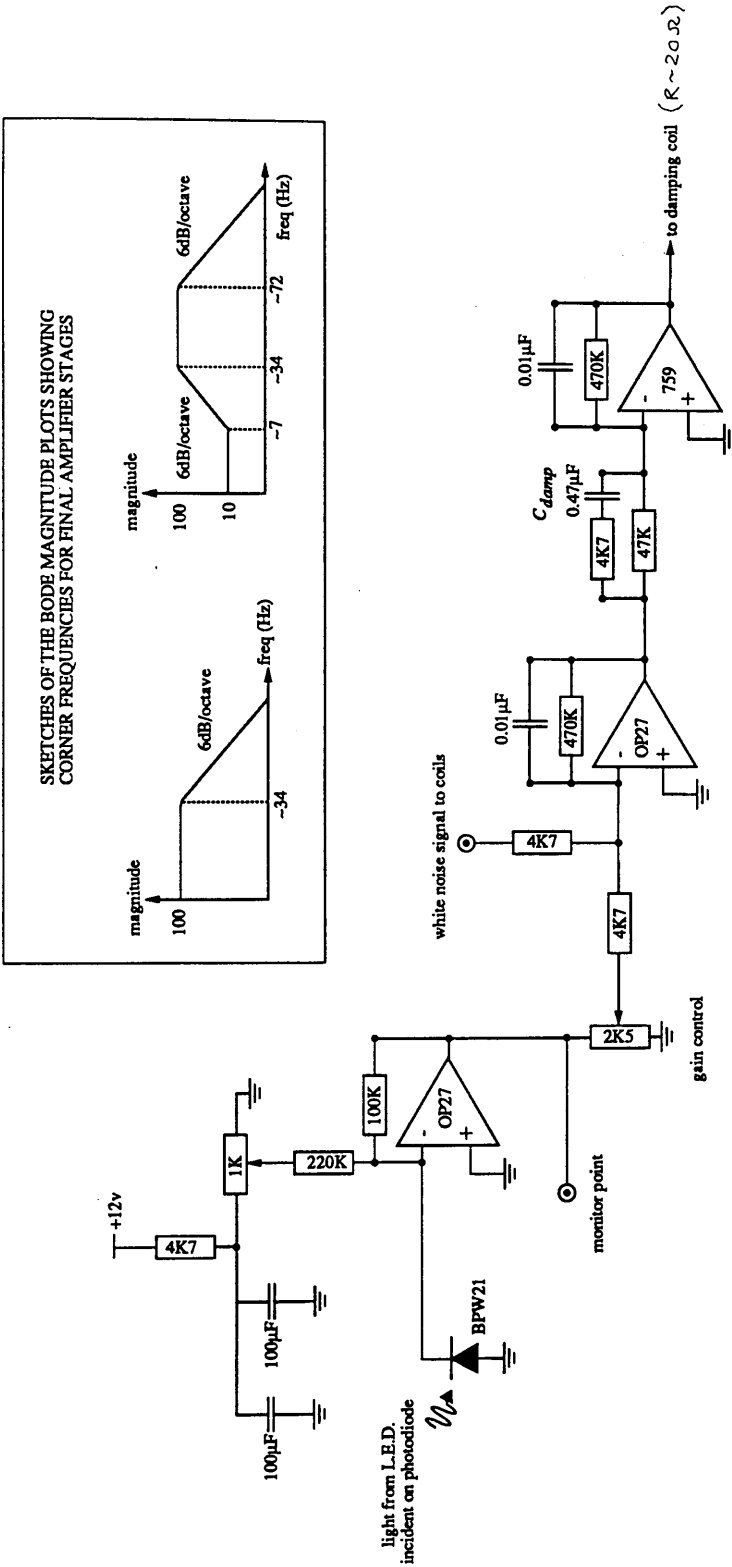 SKETCHES OF THE BODE MAGNITUDE PLOTS SHOWING
CORNER FREQUENCIES FOR FINAL AMPLIFIER STAGES
magnitude
100
6dB/octave
~34
freq (Hz)
magnitude
100
10
6dB/octave
6dB/octave
~7
~34
~72
freq (Hz)
+12v
4K7
1K
100µF
100µF
220K
100K
OP27
-
+
light from L.E.D.
incident on photodiode
BPW21
monitor point
2K5
gain control
4K7
white noise signal to coils
4K7
0.01µF
470K
OP27
-
+
C damp
0.47µF
4K7
47K
0.01µF
470K
759
-
+
to damping coil (R~20Ω)